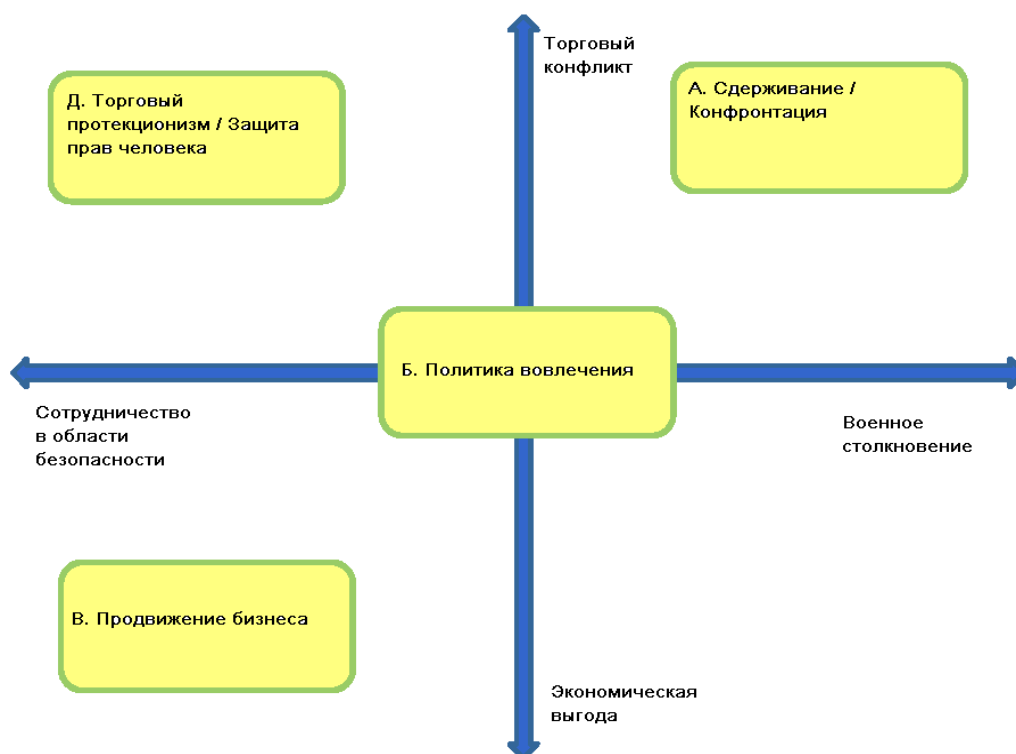 Торговый
конфликт
Д. Торговый
протекционизм / Защита
прав человека
А. Сдерживание /
Конфронтация
Б. Политика вовлечения
Сотрудничество
в области
безопасности
Военное
столкновение
В. Продвижение бизнеса
Экономическая
выгода